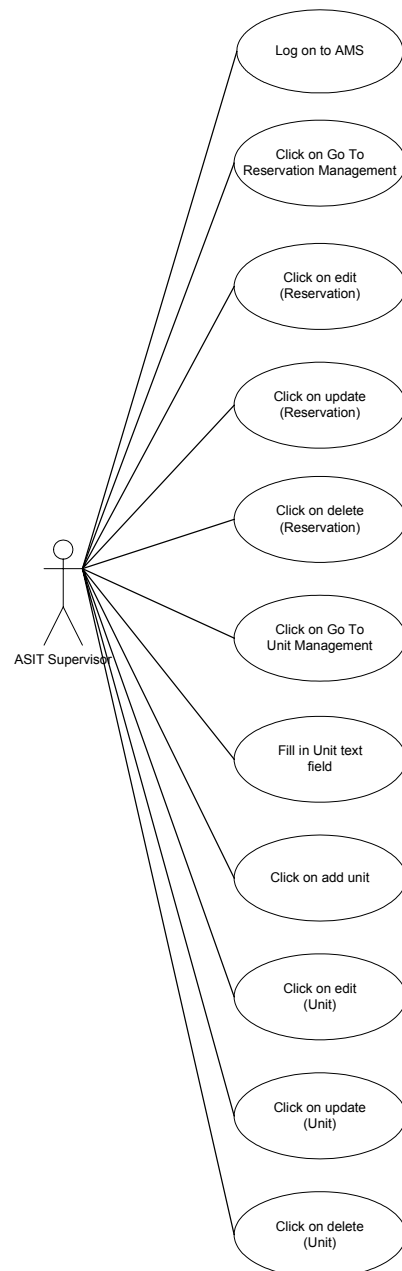 Log on to AMS
Click on Go To
Reservation Management
Click on edit
(Reservation)
Click on update
(Reservation)
Click on delete
(Reservation)
ASIT Supervisor
Click on Go To
Unit Management
Fill in Unit text
field
Click on add unit
Click on edit
(Unit)
Click on update
(Unit)
Click on delete
(Unit)